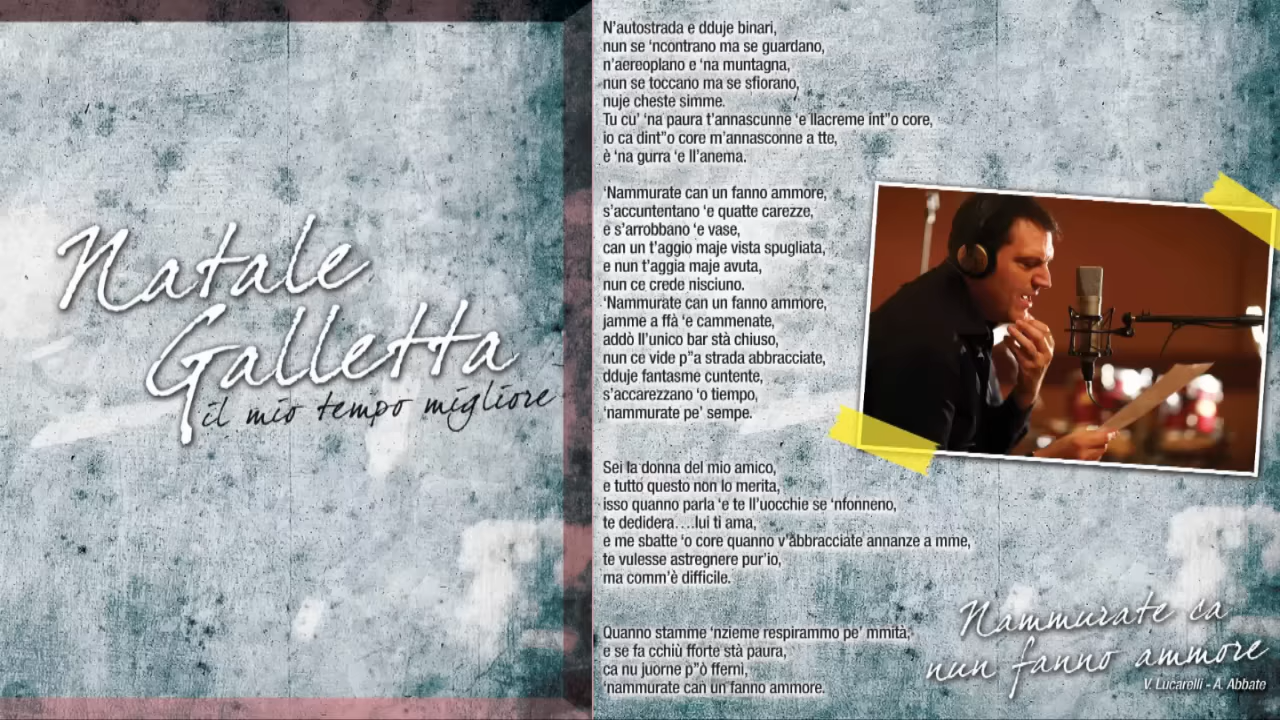 Natale
Galletta
il mio tempo migliore
N'autostrada e dduje binari,
nun se 'ncontrano ma se guardano,
n'aereoplano e 'na muntagna,
nun se toccano ma se sfiorano,
nuje cheste simme.
Tu cu' 'na paura t'annascunne 'e llacreme int"o core,
io ca dint"o core m'annasconne a tte,
è 'na gurra 'e ll'anema.
'Nammurate can un fanno ammore,
s'accuntentano 'e quatte carezze,
e s'arrobbano 'e vase,
can un t'aggio maje vista spugliata,
e nun t'aggia maje avuta,
nun ce crede nisciuno.
'Nammurate can un fanno ammore,
jamme a ffà 'e cammenate,
addò ll'unico bar stà chiuso,
nun ce vide p"a strada abbracciate,
dduje fantasme cuntente,
s'accarezzano 'o tiempo,
'nammurate pe' sempe.
Sei la donna del mio amico,
e tutto questo non lo merita,
isso quanno parla 'e te ll'uocchie se 'nfonneno,
te dedidera….lui ti ama,
e me sbatte 'o core quanno v'abbracciate annanze a mme,
te vulesse astregnere pur'io,
ma comm'è difficile.
Quanno stamme 'nzieme respirammo pe' mmità,
e se fa cchiù fforte stà paura,
ca nu juorne p"ò fferni,
'nammurate can un fanno ammore.
Nammurate ca
nun fanno ammore
V. Lucarelli - A. Abbate